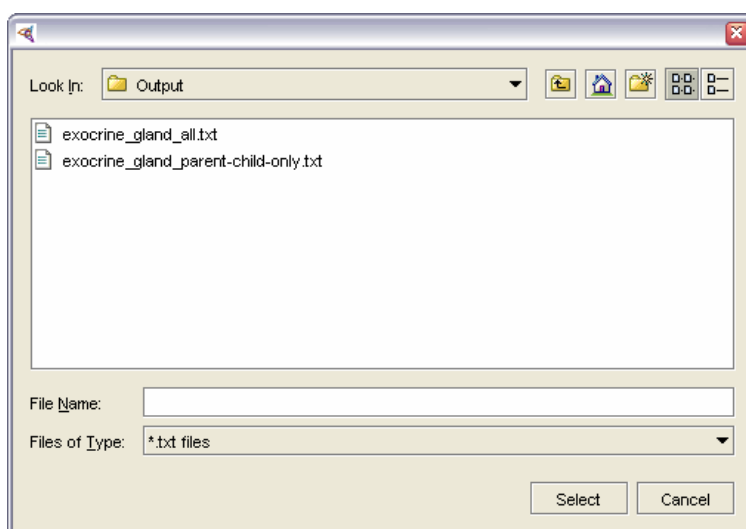 Look In: Output
exocrine_gland_all.txt
exocrine_gland_parent-child-only.txt
File Name:
Files of Type: *.txt files
Select Cancel